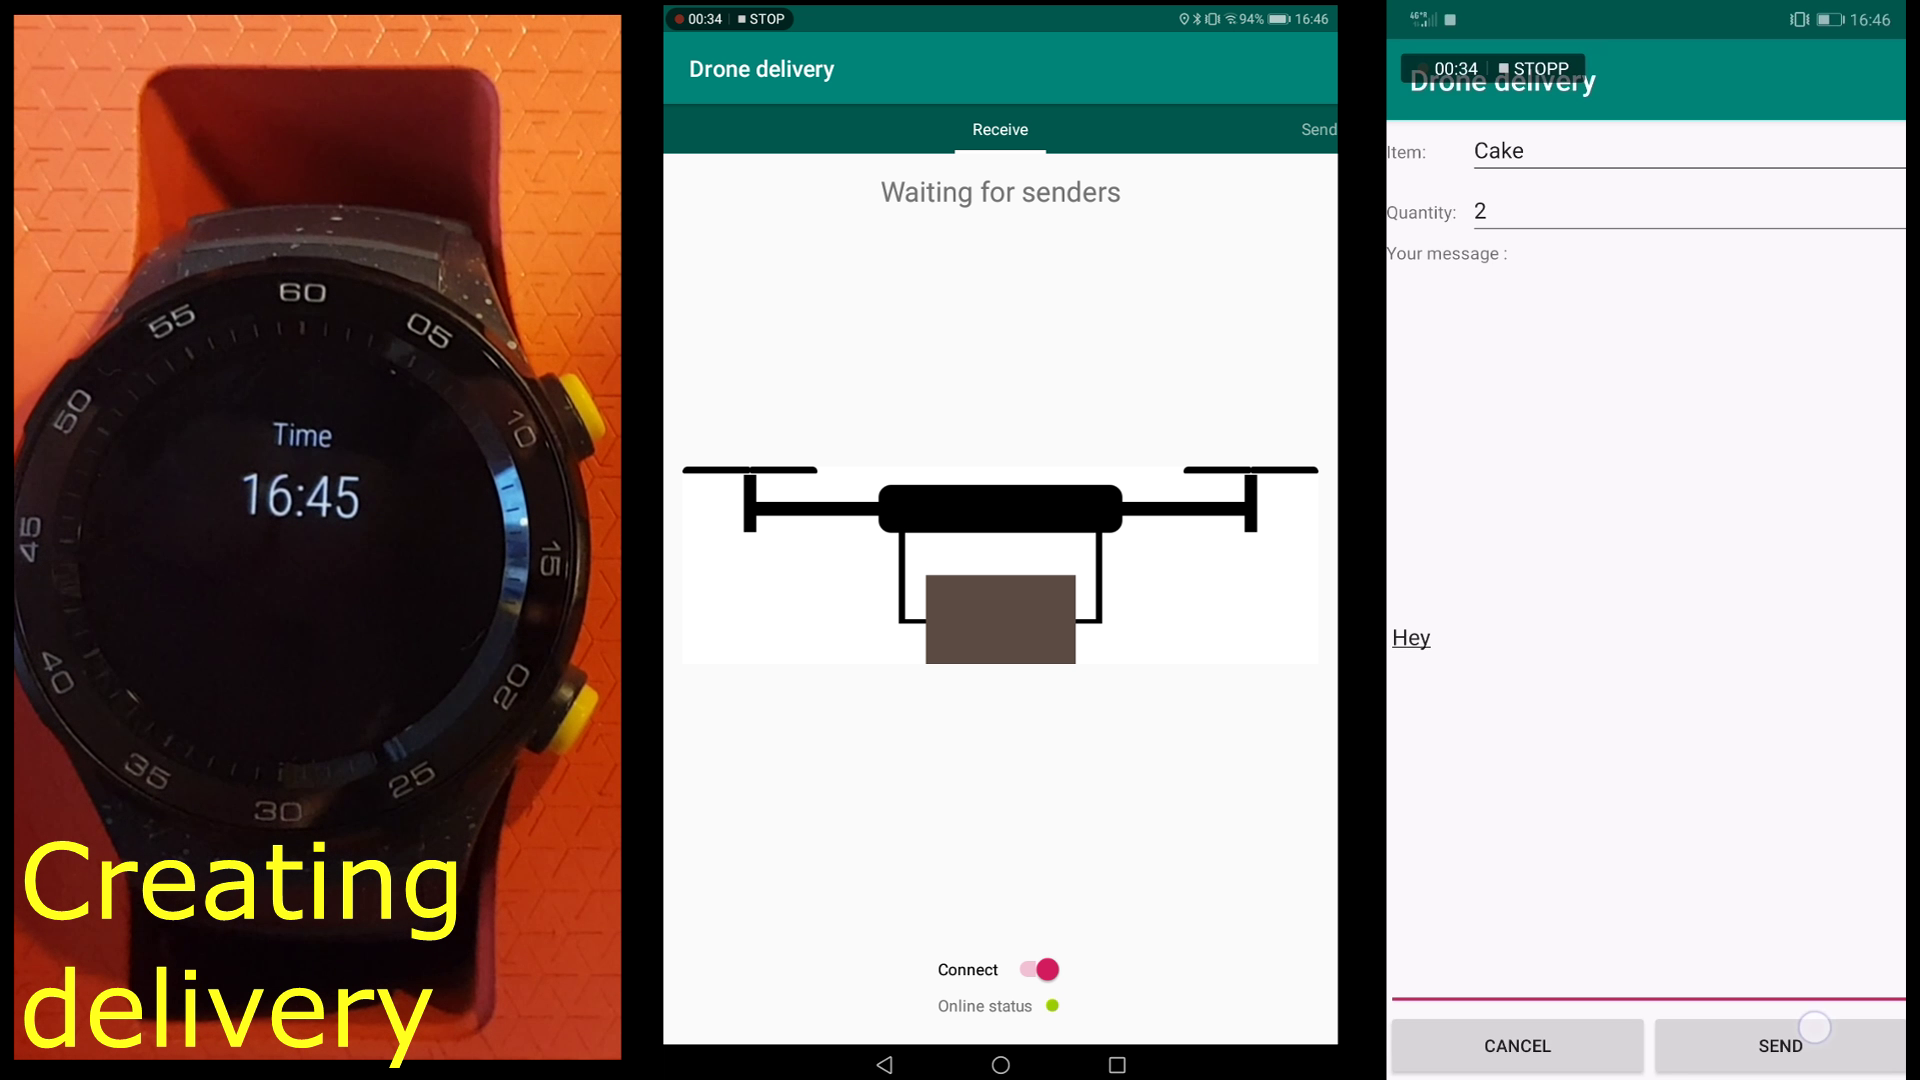 60
55
05
50
10
Time
16:45
45
15
40
20
35
25
30
Creating
delivery
00:34 STOP
94% 16:46
Drone delivery
Receive
Send
Waiting for senders
Connect
Online status
4G+R
16:46
00:34 STOPP
Drone delivery
Item: Cake
Quantity: 2
Your message :
Hey
CANCEL
SEND